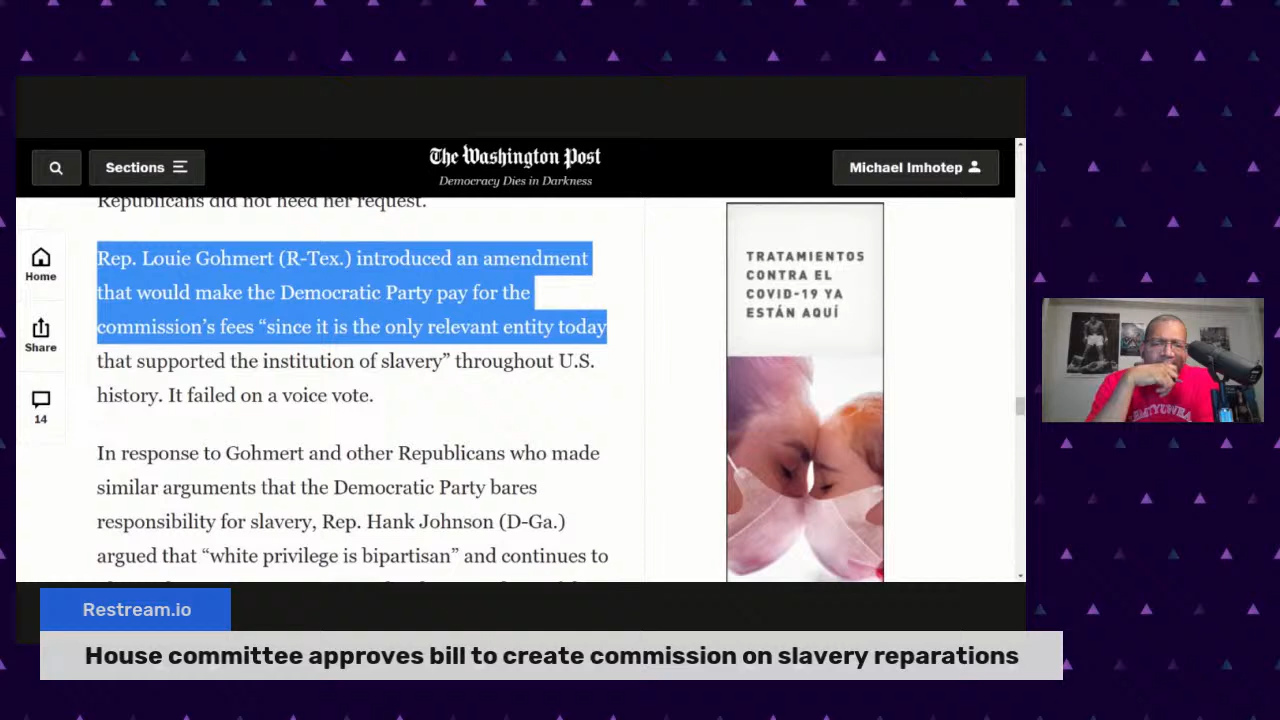 The Washington Post
Democracy Dies in Darkness
Sections
Michael Imhotep
Home
Share
14
Republicans did not heed her request.
Rep. Louie Gohmert (R-Tex.) introduced an amendment
that would make the Democratic Party pay for the
commission’s fees “since it is the only relevant entity today
that supported the institution of slavery” throughout U.S.
history. It failed on a voice vote.
In response to Gohmert and other Republicans who made
similar arguments that the Democratic Party bares
responsibility for slavery, Rep. Hank Johnson (D-Ga.)
argued that “white privilege is bipartisan” and continues to
TRATAMIENTOS
CONTRA EL
COVID-19 YA
ESTÁN AQUÍ
Restream.io
House committee approves bill to create commission on slavery reparations